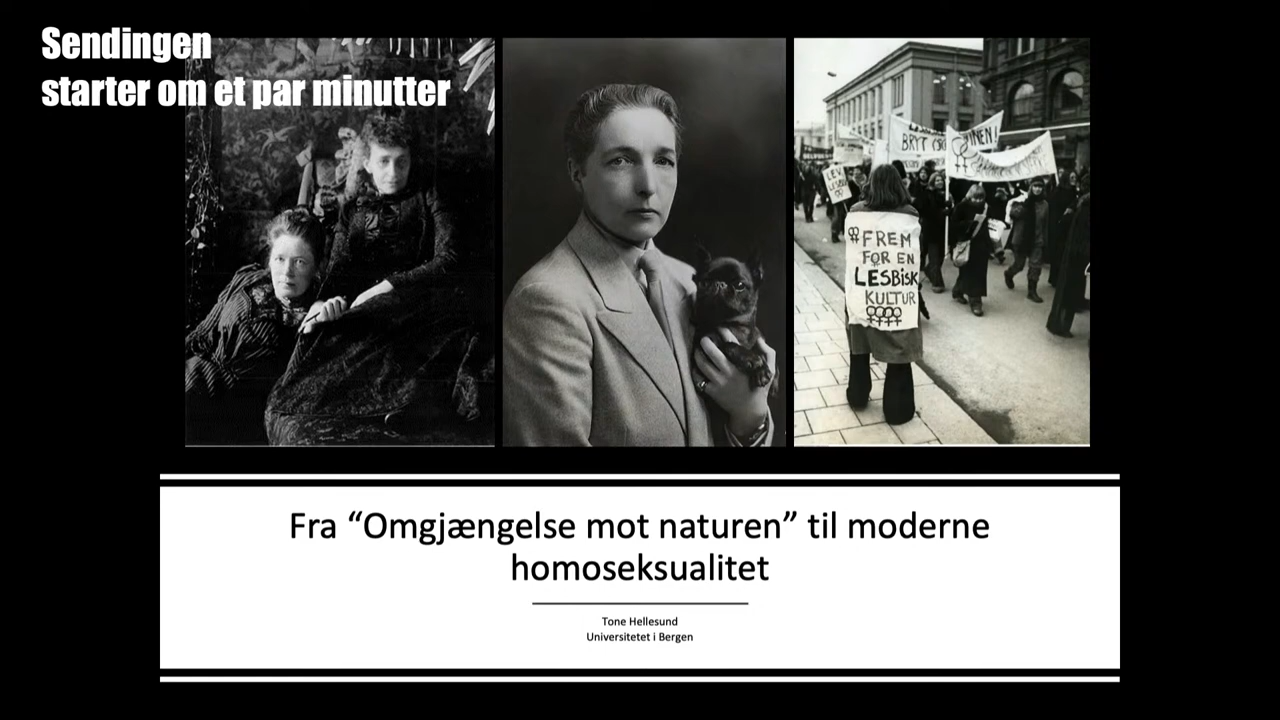 Sendingen
starter om et par minutter
BRYT
LESBISK
FREM
FOR EN
LESBISK
KULTUR
Fra “Omgjængelse mot naturen” til moderne
homoseksualitet
Tone Hellesund
Universitetet i Bergen